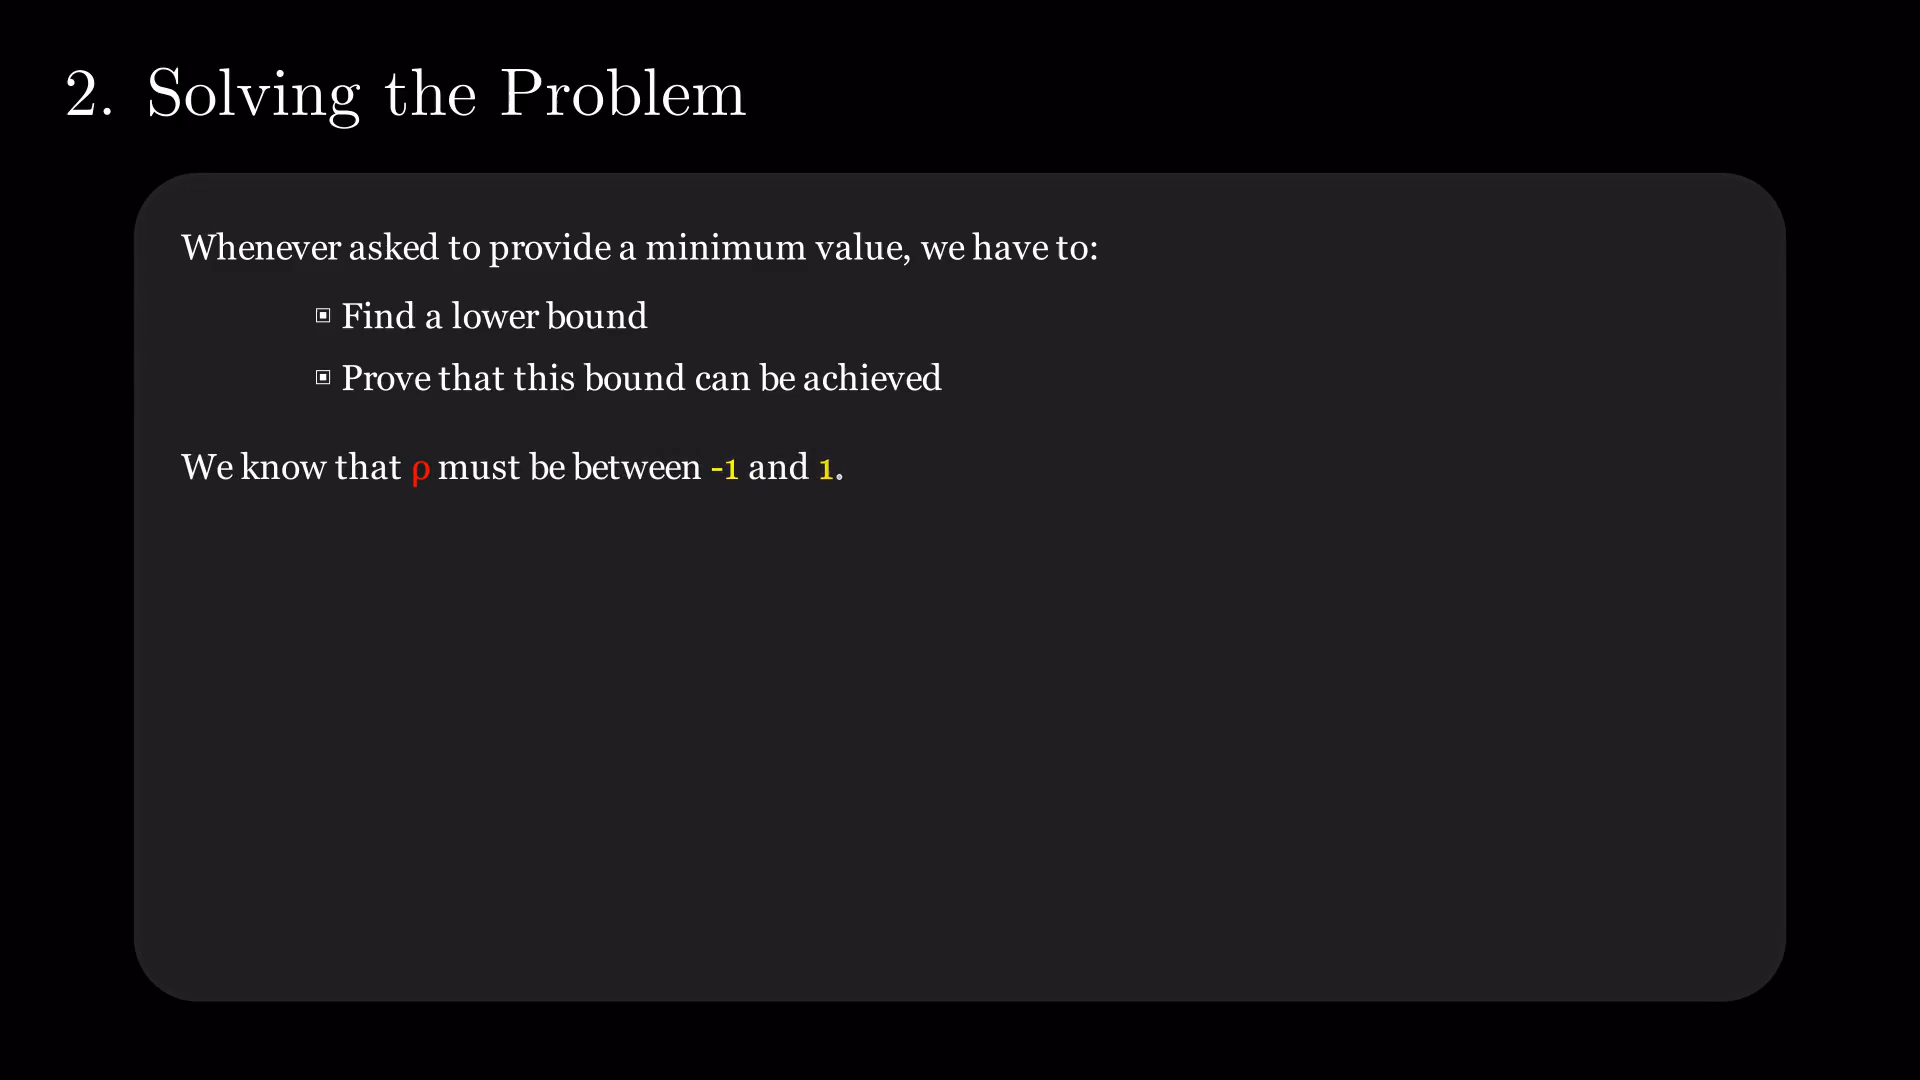 2. Solving the Problem
Whenever asked to provide a minimum value, we have to:
▣ Find a lower bound
▣ Prove that this bound can be achieved
We know that ρ must be between -1 and 1.